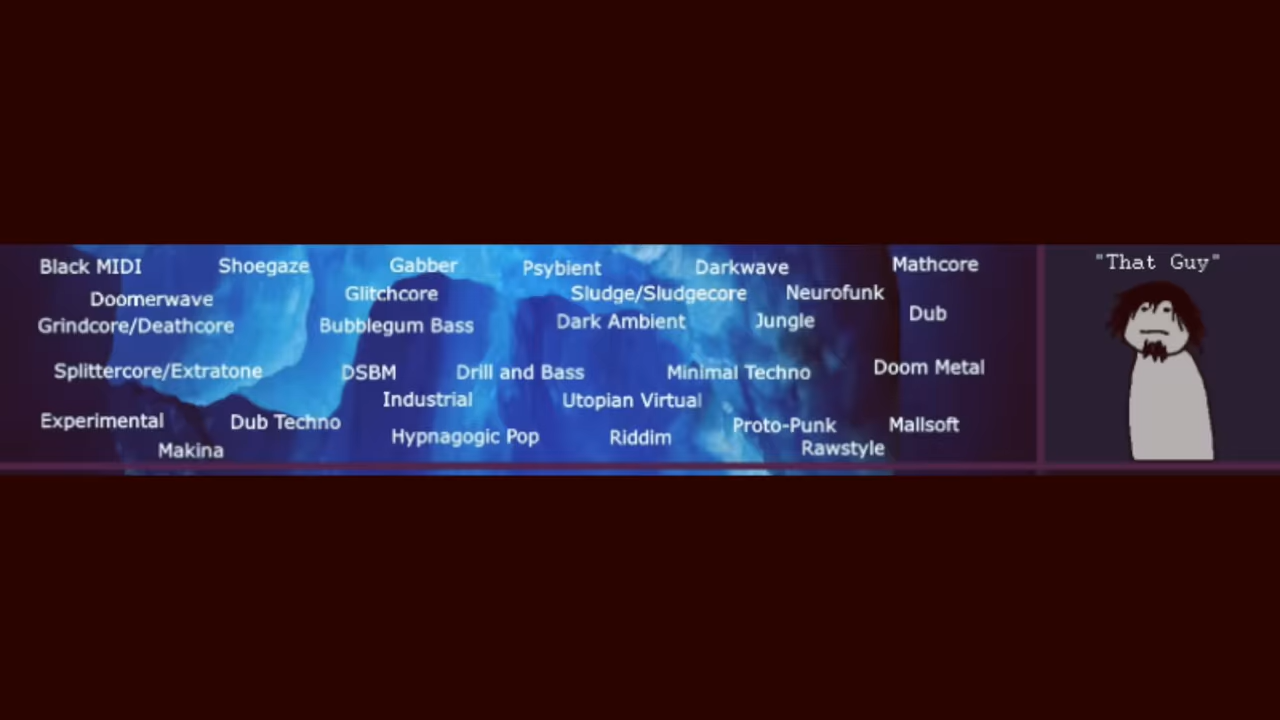 Black MIDI Shoegaze Gabber Psybient Darkwave Mathcore
Doomerwave Glitchcore Sludge/Sludgecore Neurofunk
Grindcore/Deathcore Bubblegum Bass Dark Ambient Jungle Dub
Splittercore/Extratone DSBM Drill and Bass Minimal Techno Doom Metal
Industrial Utopian Virtual
Experimental Dub Techno Proto-Punk Mallsoft
Hypnagogic Pop Riddim
Makina Rawstyle
"That Guy"